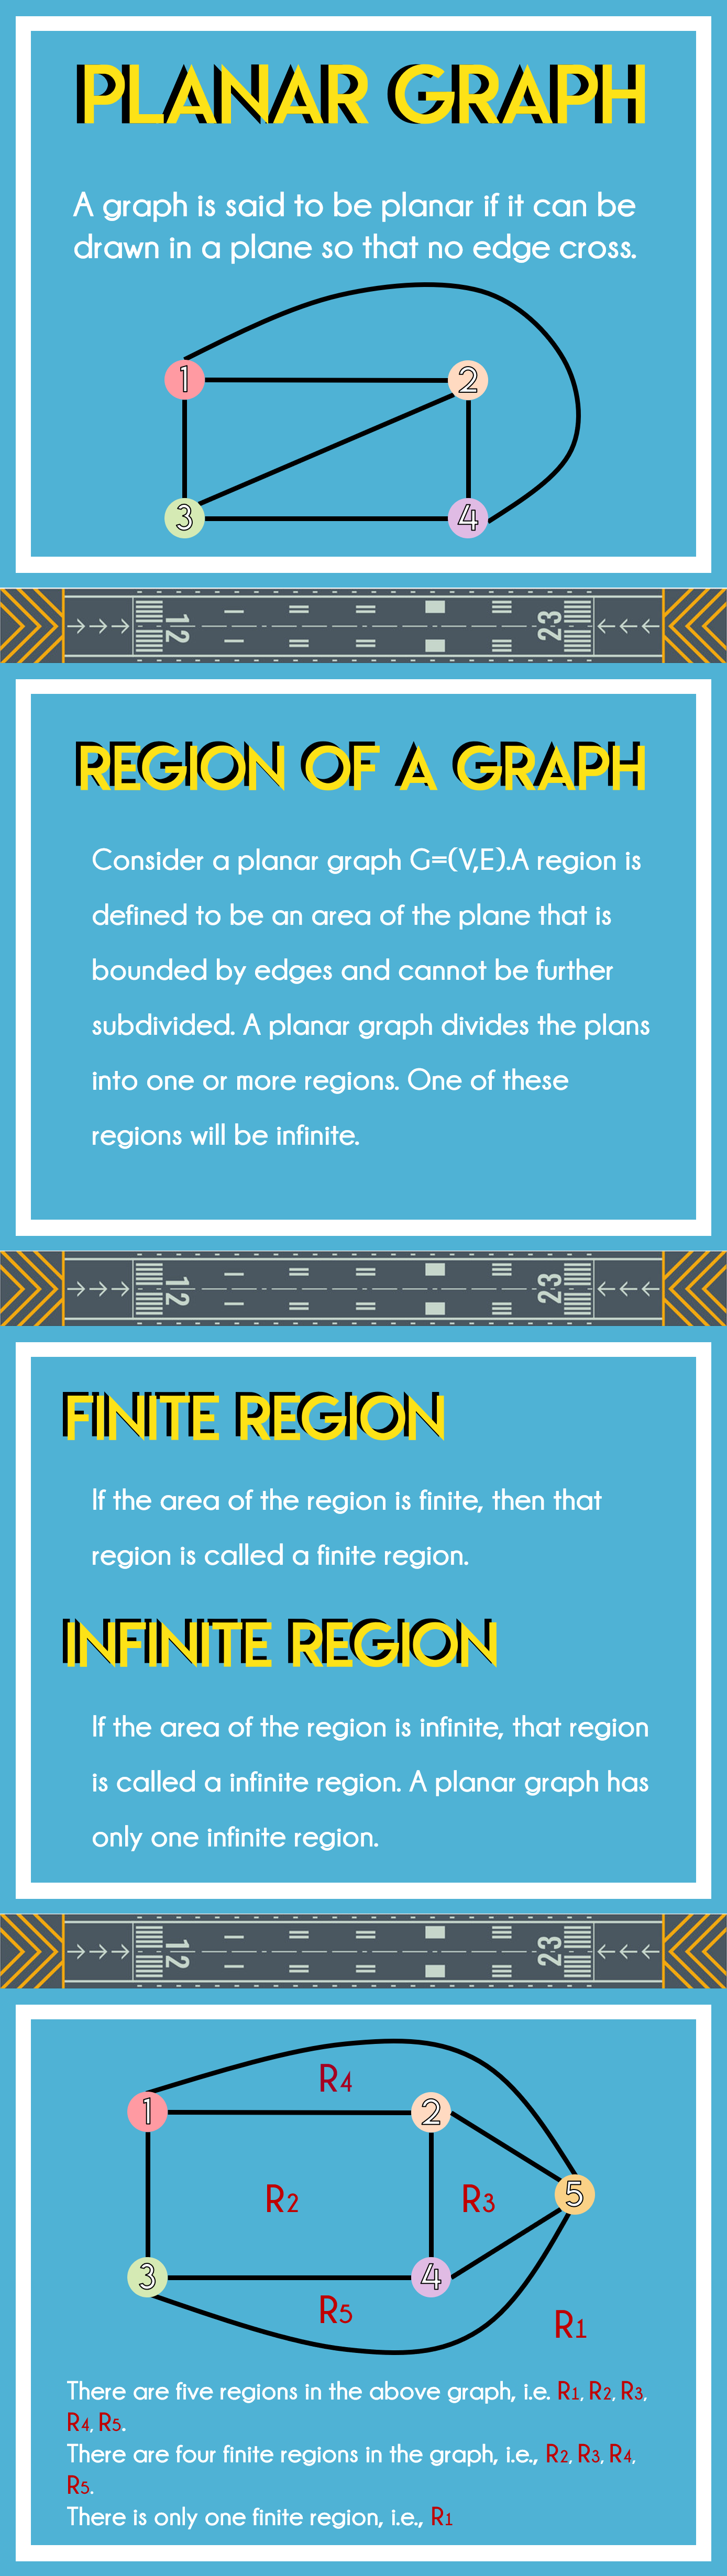 PLANAR GRAPH
A graph is said to be planar if it can be
drawn in a plane so that no edge cross.
1
2
3
4
12
23
REGION OF A GRAPH
Consider a planar graph G=(V,E).A region is
defined to be an area of the plane that is
bounded by edges and cannot be further
subdivided. A planar graph divides the plans
into one or more regions. One of these
regions will be infinite.
12
23
FINITE REGION
If the area of the region is finite, then that
region is called a finite region.
INFINITE REGION
If the area of the region is infinite, that region
is called a infinite region. A planar graph has
only one infinite region.
12
23
R4
1
2
R2
R3
5
3
4
R5
R1
There are five regions in the above graph, i.e. R1, R2, R3,
R4, R5.
There are four finite regions in the graph, i.e., R2, R3, R4,
R5.
There is only one finite region, i.e., R1